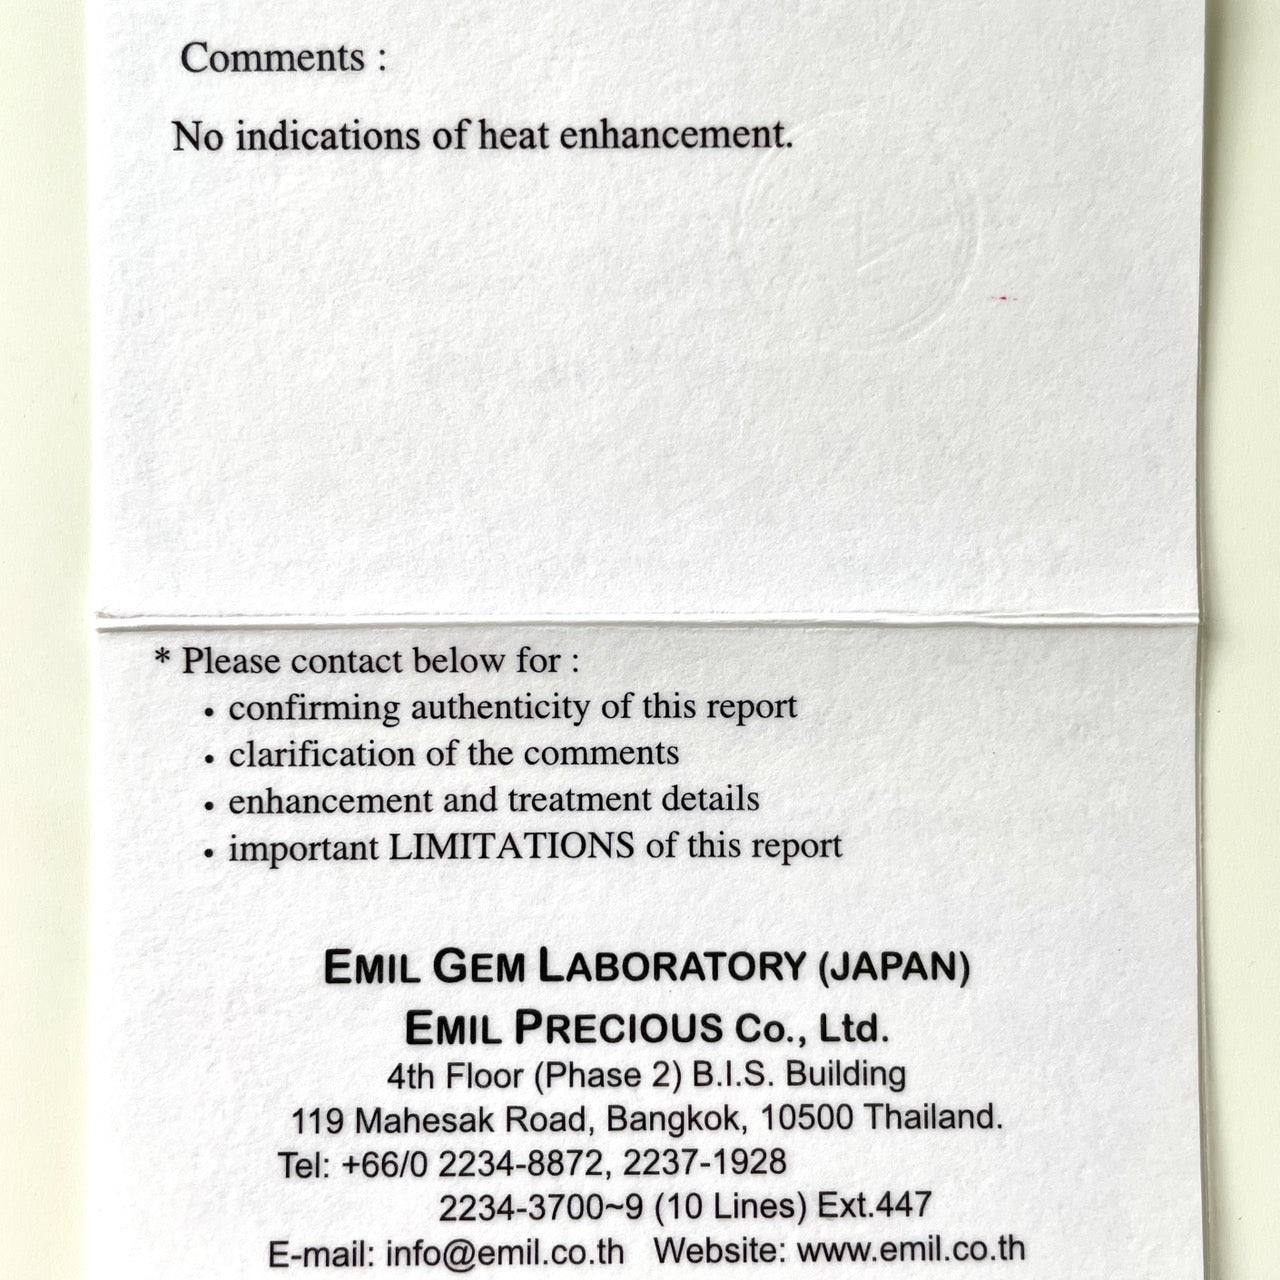 Comments :
No indications of heat enhancement.
* Please contact below for :
• confirming authenticity of this report
• clarification of the comments
• enhancement and treatment details
• important LIMITATIONS of this report
EMIL GEM LABORATORY (JAPAN)
EMIL PRECIOUS Co., Ltd.
4th Floor (Phase 2) B.I.S. Building
119 Mahesak Road, Bangkok, 10500 Thailand.
Tel: +66/0 2234-8872, 2237-1928
2234-3700~9 (10 Lines) Ext.447
E-mail: info@emil.co.th Website: www.emil.co.th